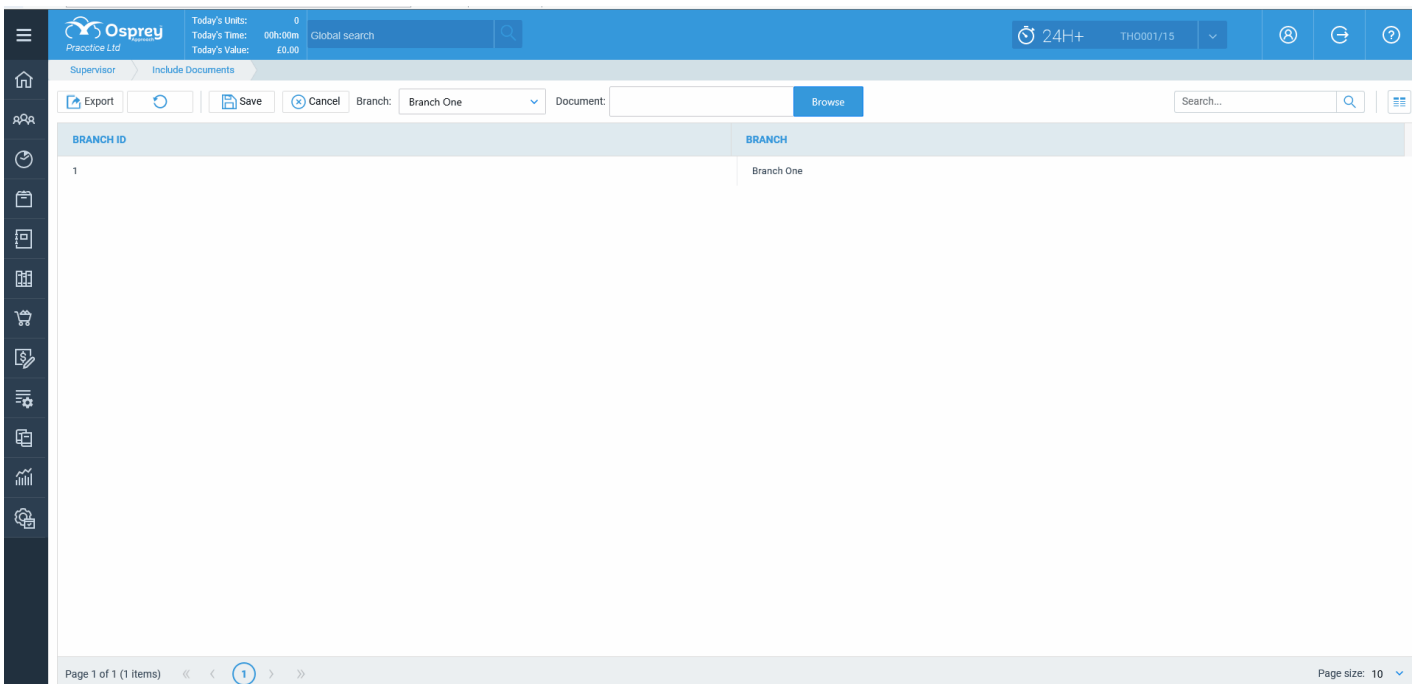 Osprey
Approach
Pracctice Ltd
Today's Units: 0
Today's Time: 00h:00m
Today's Value: £0.00
Global search
24H+
THO001/15
Supervisor
Include Documents
Export
Save
Cancel
Branch:
Branch One
Document:
Browse
Search...
BRANCH ID
BRANCH
1
Branch One
Page 1 of 1 (1 items)
1
Page size: 10